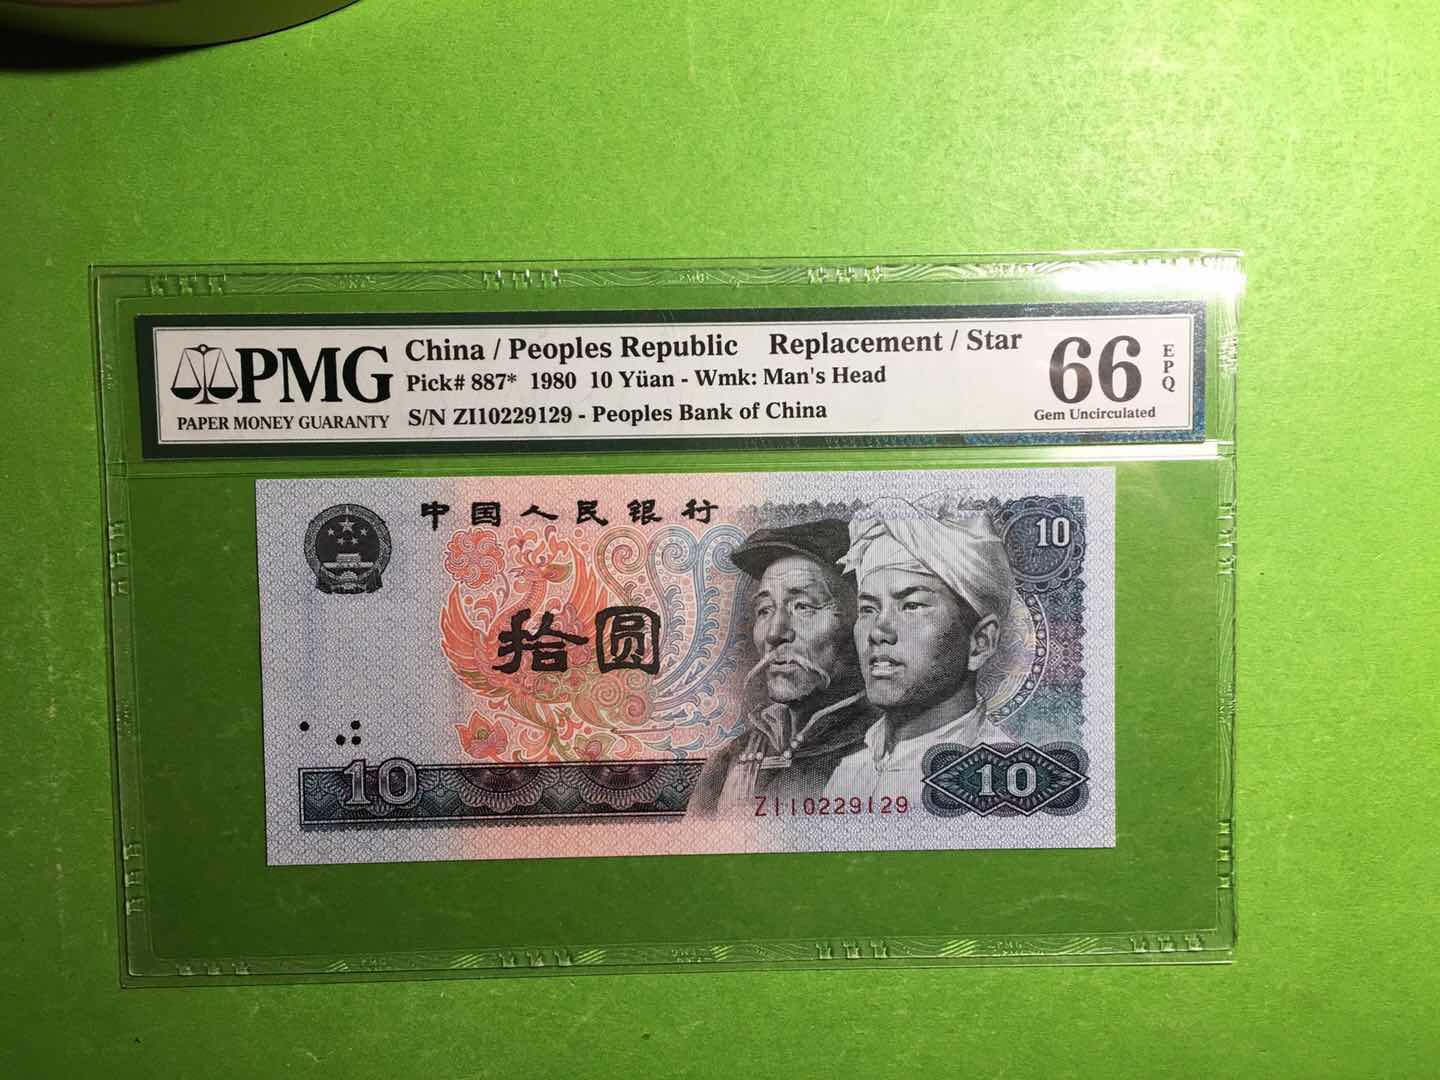 PMG
PAPER MONEY GUARANTY
China / Peoples Republic Replacement / Star
Pick# 887* 1980 10 Yüan - Wmk: Man's Head
S/N ZI10229129 - Peoples Bank of China
66
EPQ
Gem Uncirculated
中国人民银行
10
拾圆
10
10
ZI10229129